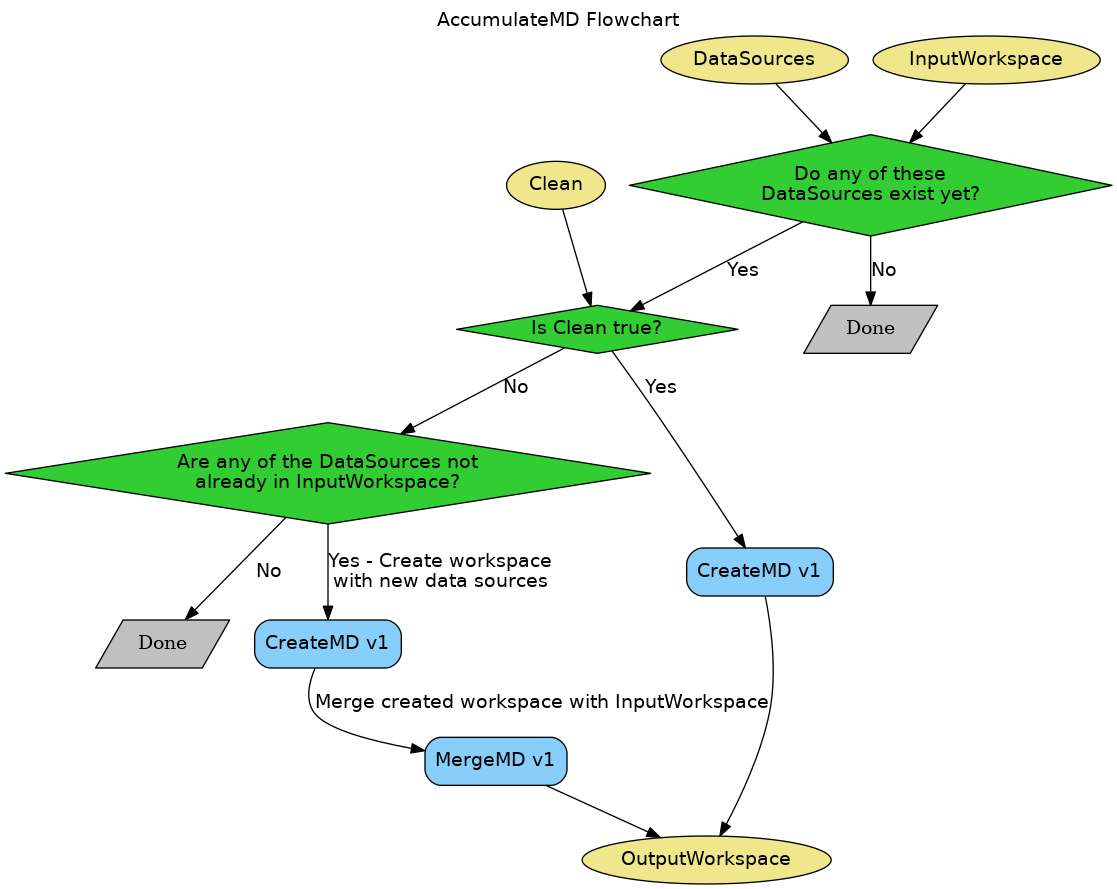 AccumulateMD Flowchart
DataSources
InputWorkspace
Do any of these
DataSources exist yet?
Clean
Yes
No
Is Clean true?
Done
No
Yes
Are any of the DataSources not
already in InputWorkspace?
No
Yes - Create workspace
with new data sources
CreateMD v1
Done
CreateMD v1
Merge created workspace with InputWorkspace
MergeMD v1
OutputWorkspace